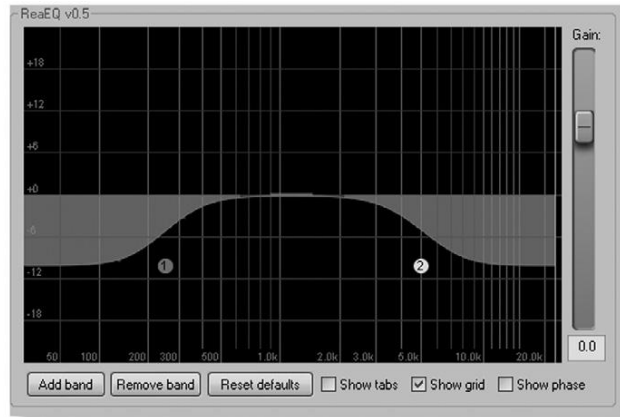 ReaEQ v0.5
Gain:
+18
+12
+6
+0
-6
1 2
-12
-18
50 100 200 300 500 1.0k 2.0k 3.0k 5.0k 10.0k 20.0k
0.0
Add band Remove band Reset defaults Show tabs Show grid Show phase